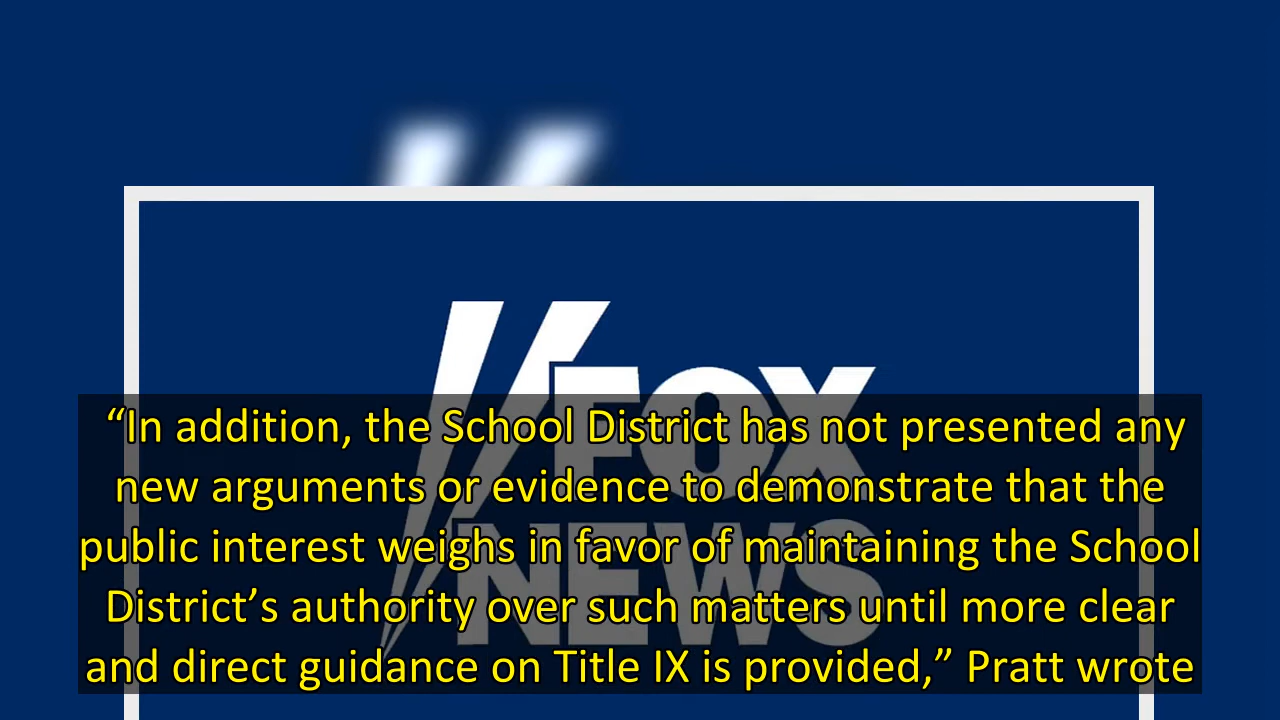 FOX
NEWS
“In addition, the School District has not presented any
new arguments or evidence to demonstrate that the
public interest weighs in favor of maintaining the School
District’s authority over such matters until more clear
and direct guidance on Title IX is provided,” Pratt wrote